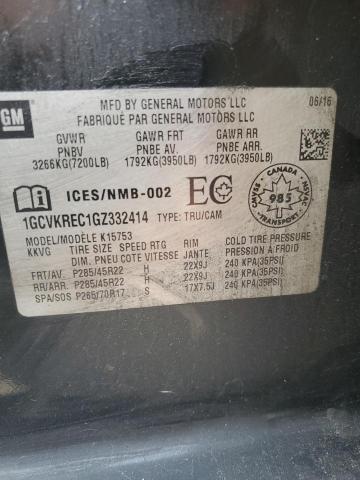 GM
MFD BY GENERAL MOTORS LLC 06/16
FABRIQUÉ PAR GENERAL MOTORS LLC
GVWR GAWR FRT GAWR RR
PNBV PNBE AV. PNBE AR.
3266KG(7200LB) 1792KG(3950LB) 1792KG(3950LB)
ICES/NMB-002 EC
CANADA
CMVSS NSVAC
985
TRANSPORT
1GCVKREC1GZ332414 TYPE: TRU/CAM
MODEL/MODÈLE K15753
KKVG TIRE SIZE SPEED RTG RIM COLD TIRE PRESSURE
DIM. PNEU COTE VITESSE JANTE PRESSION À FROID
FRT/AV. P285/45R22 H 22X9J 240 KPA(35PSI)
RR/ARR. P285/45R22 H 22X9J 240 KPA(35PSI)
SPA/SOS P265/70R17 S 17X7.5J 240 KPA(35PSI)